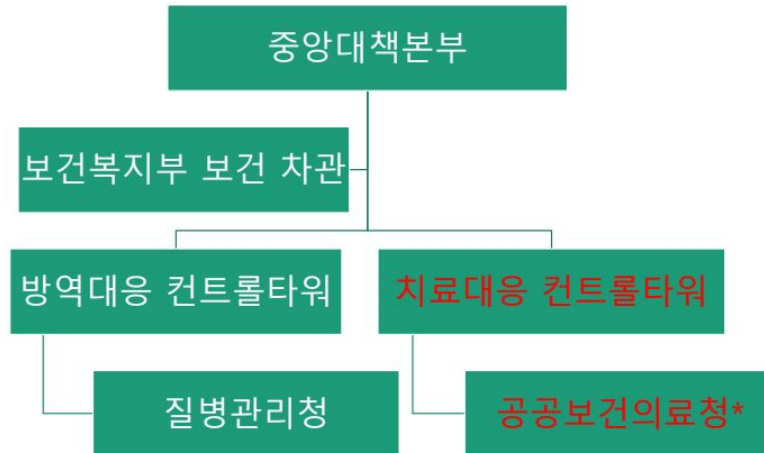 중앙대책본부
보건복지부 보건 차관
방역대응 컨트롤타워
치료대응 컨트롤타워
질병관리청
공공보건의료청*